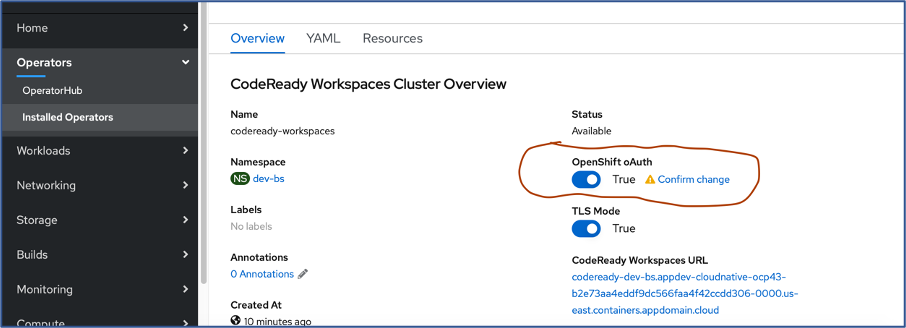 Home
Operators
OperatorHub
Installed Operators
Workloads
Networking
Storage
Builds
Monitoring
Compute
Overview YAML Resources
CodeReady Workspaces Cluster Overview
Name
codeready-workspaces
Namespace
NS dev-bs
Labels
No labels
Annotations
0 Annotations
Created At
10 minutes ago
Status
Available
OpenShift oAuth
True Confirm change
TLS Mode
True
CodeReady Workspaces URL
codeready-dev-bs.appdev-cloudnative-ocp43-
b2e73aa4eddf9dc566faa4f42ccdd306-0000.us-
east.containers.appdomain.cloud